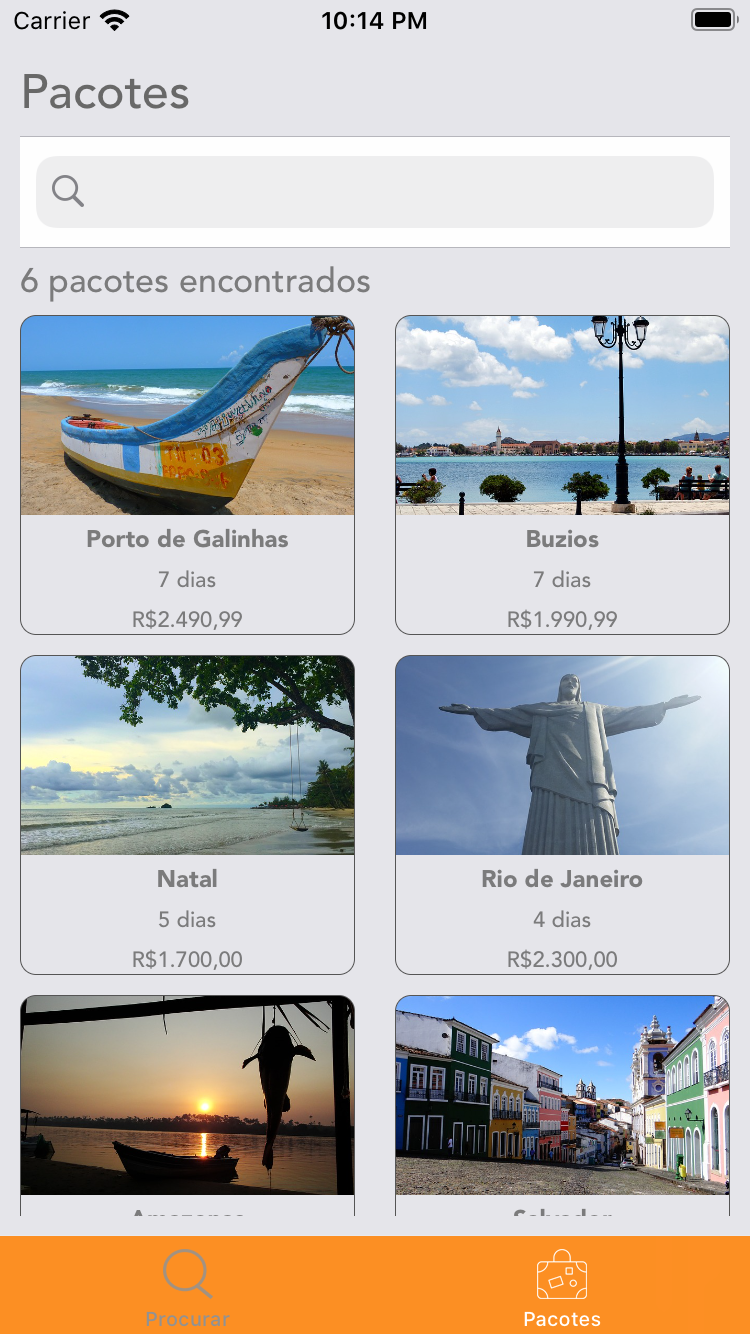 Carrier 10:14 PM
Pacotes
6 pacotes encontrados
Porto de Galinhas
7 dias
R$2.490,99
Buzios
7 dias
R$1.990,99
Natal
5 dias
R$1.700,00
Rio de Janeiro
4 dias
R$2.300,00
Amazonas
Salvador
Procurar
Pacotes